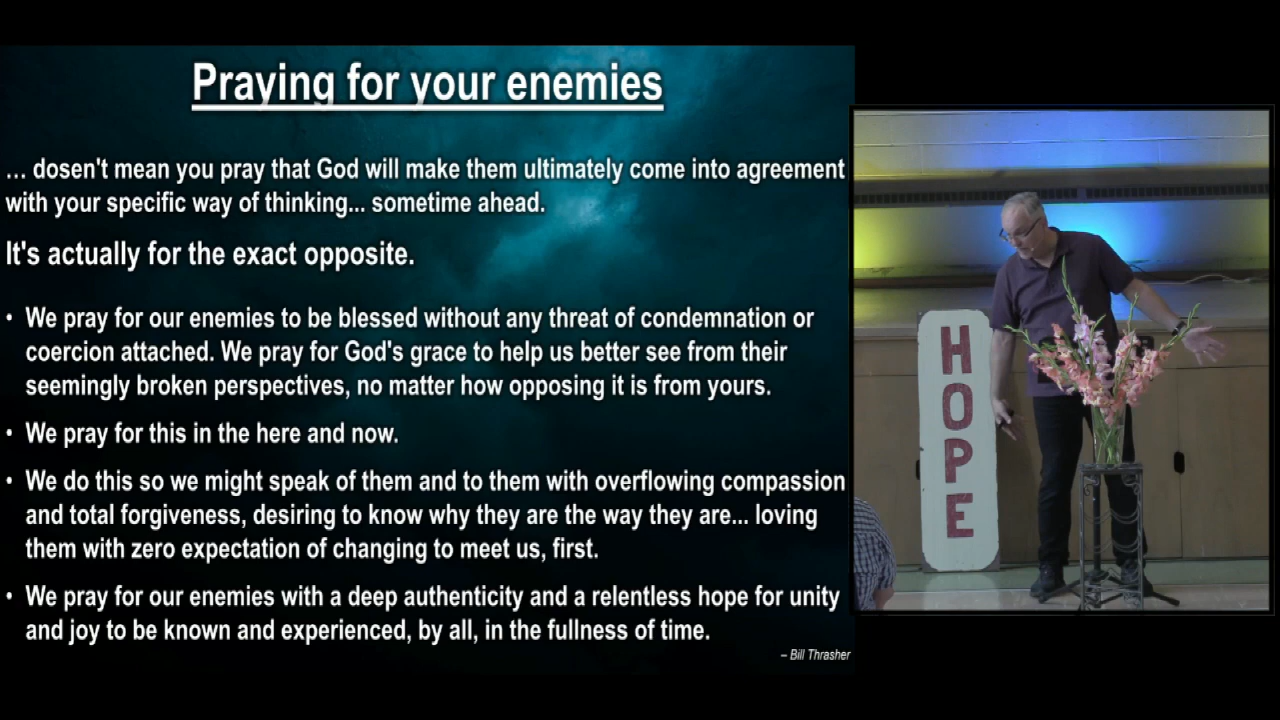 Praying for your enemies
… dosen't mean you pray that God will make them ultimately come into agreement
with your specific way of thinking... sometime ahead.
It's actually for the exact opposite.
• We pray for our enemies to be blessed without any threat of condemnation or
coercion attached. We pray for God's grace to help us better see from their
seemingly broken perspectives, no matter how opposing it is from yours.
• We pray for this in the here and now.
• We do this so we might speak of them and to them with overflowing compassion
and total forgiveness, desiring to know why they are the way they are... loving
them with zero expectation of changing to meet us, first.
• We pray for our enemies with a deep authenticity and a relentless hope for unity
and joy to be known and experienced, by all, in the fullness of time.
– Bill Thrasher
HOPE